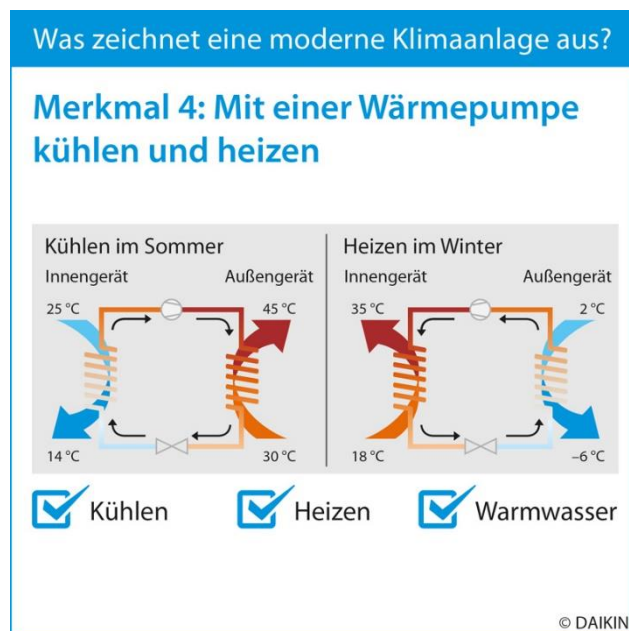 Was zeichnet eine moderne Klimaanlage aus?
Merkmal 4: Mit einer Wärmepumpe
kühlen und heizen
Kühlen im Sommer
Innengerät
Außengerät
25 °C
45 °C
14 °C
30 °C
Heizen im Winter
Innengerät
Außengerät
35 °C
2 °C
18 °C
–6 °C
Kühlen
Heizen
Warmwasser
© DAIKIN